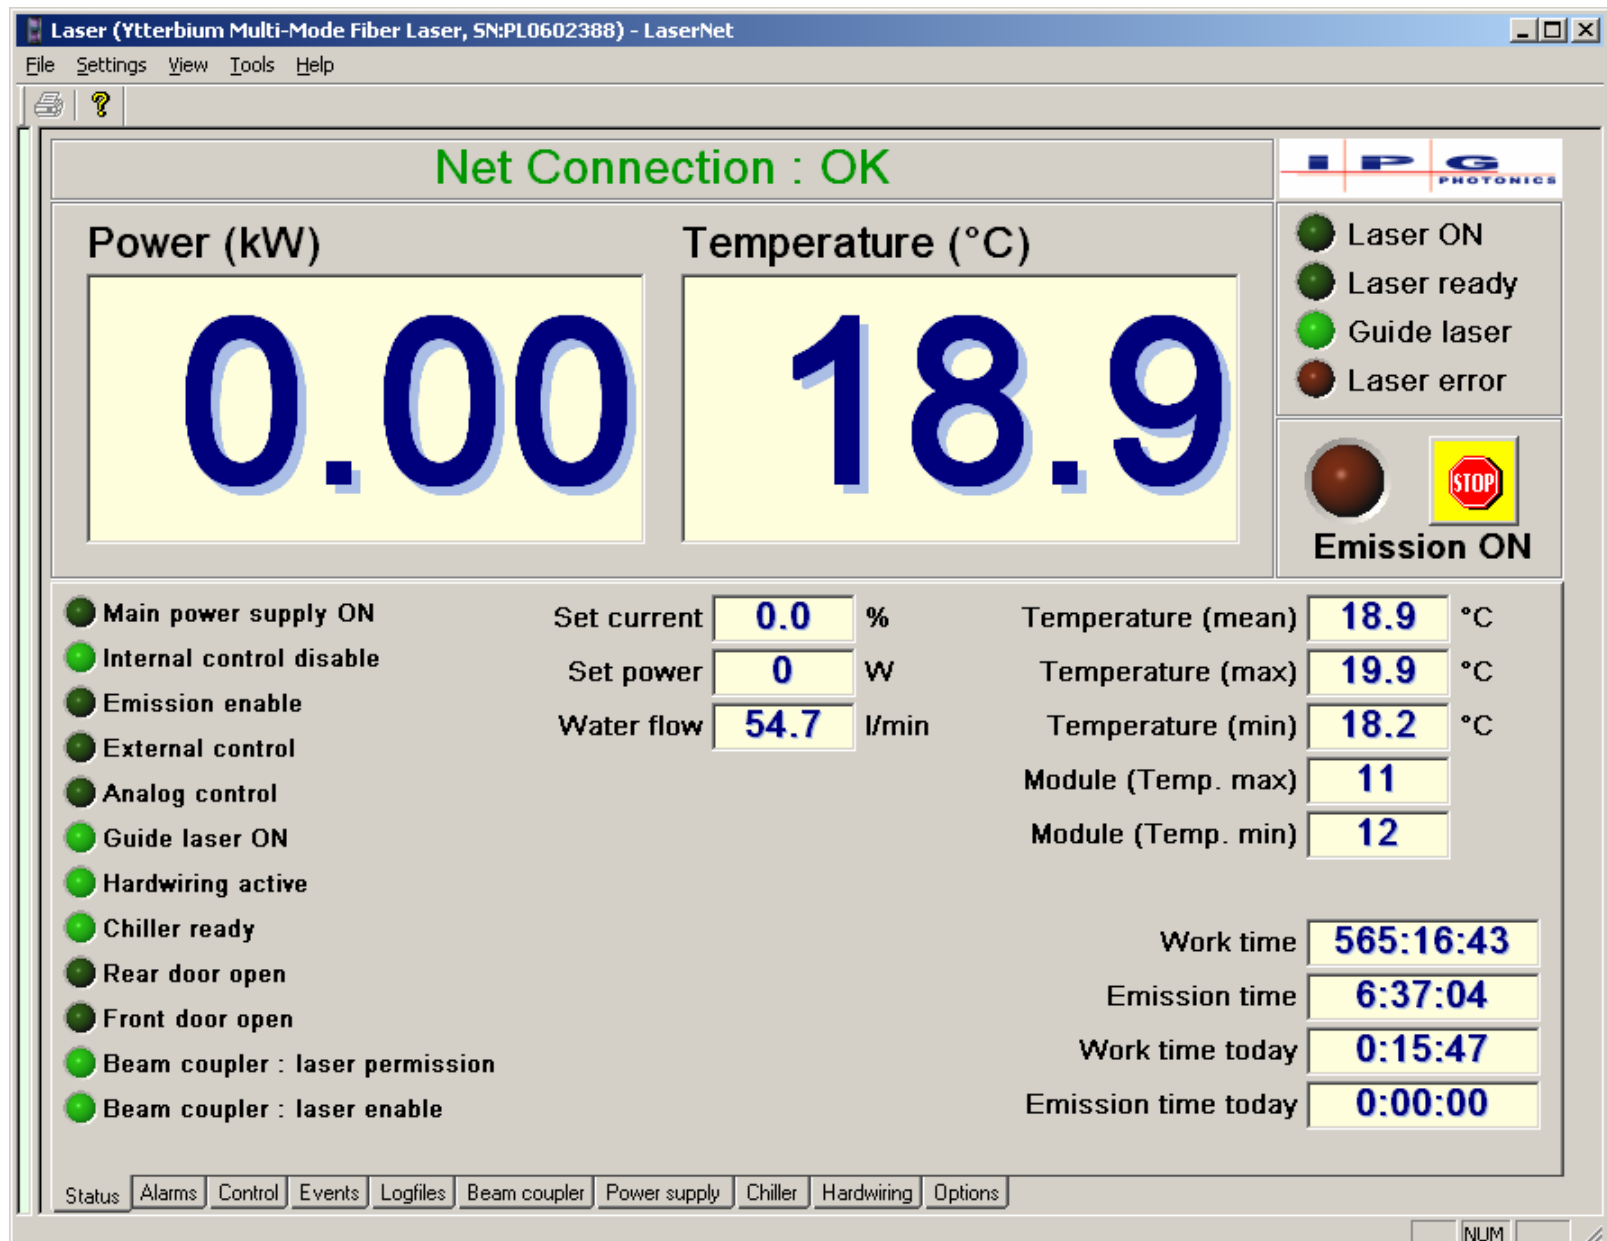 Laser (Ytterbium Multi-Mode Fiber Laser, SN:PL0602388) - LaserNet
File Settings View Tools Help
Net Connection : OK
IPG
PHOTONICS
Power (kW)
0.00
Temperature (°C)
18.9
Laser ON
Laser ready
Guide laser
Laser error
STOP
Emission ON
Main power supply ON
Internal control disable
Emission enable
External control
Analog control
Guide laser ON
Hardwiring active
Chiller ready
Rear door open
Front door open
Beam coupler : laser permission
Beam coupler : laser enable
Set current 0.0 %
Set power 0 W
Water flow 54.7 l/min
Temperature (mean) 18.9 °C
Temperature (max) 19.9 °C
Temperature (min) 18.2 °C
Module (Temp. max) 11
Module (Temp. min) 12
Work time 565:16:43
Emission time 6:37:04
Work time today 0:15:47
Emission time today 0:00:00
Status Alarms Control Events Logfiles Beam coupler Power supply Chiller Hardwiring Options
NUM